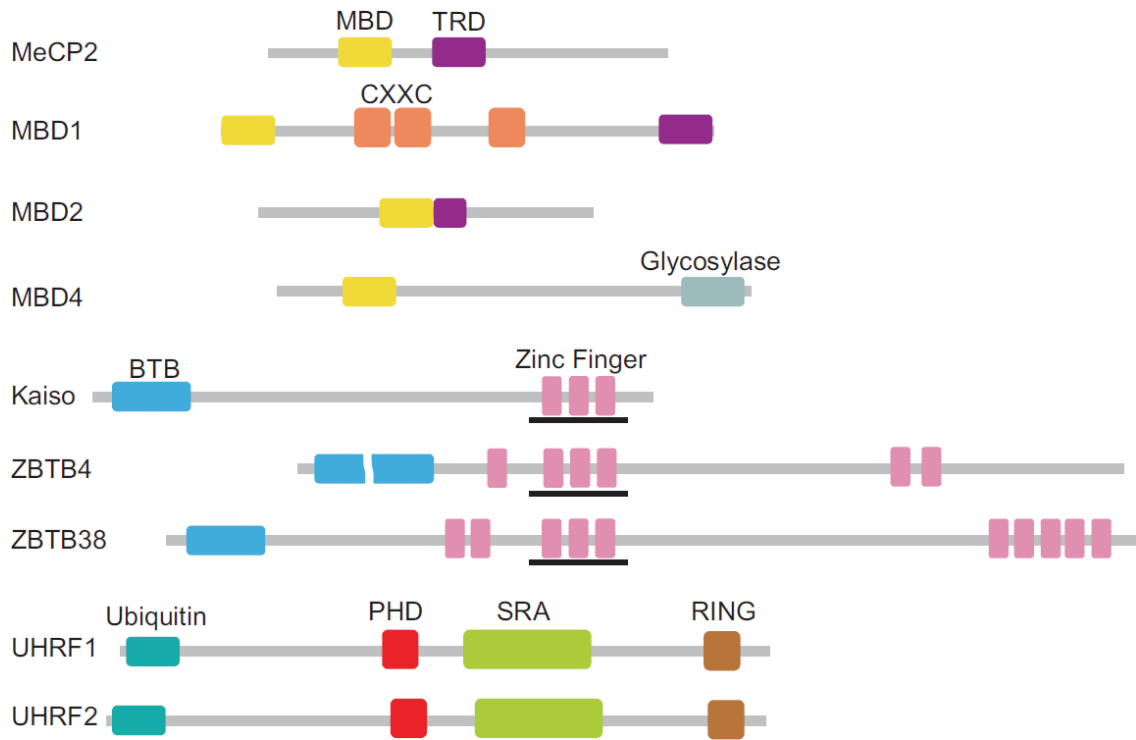 MBD TRD
MeCP2
CXXC
MBD1
MBD2
Glycosylase
MBD4
BTB Zinc Finger
Kaiso
ZBTB4
ZBTB38
Ubiquitin PHD SRA RING
UHRF1
UHRF2